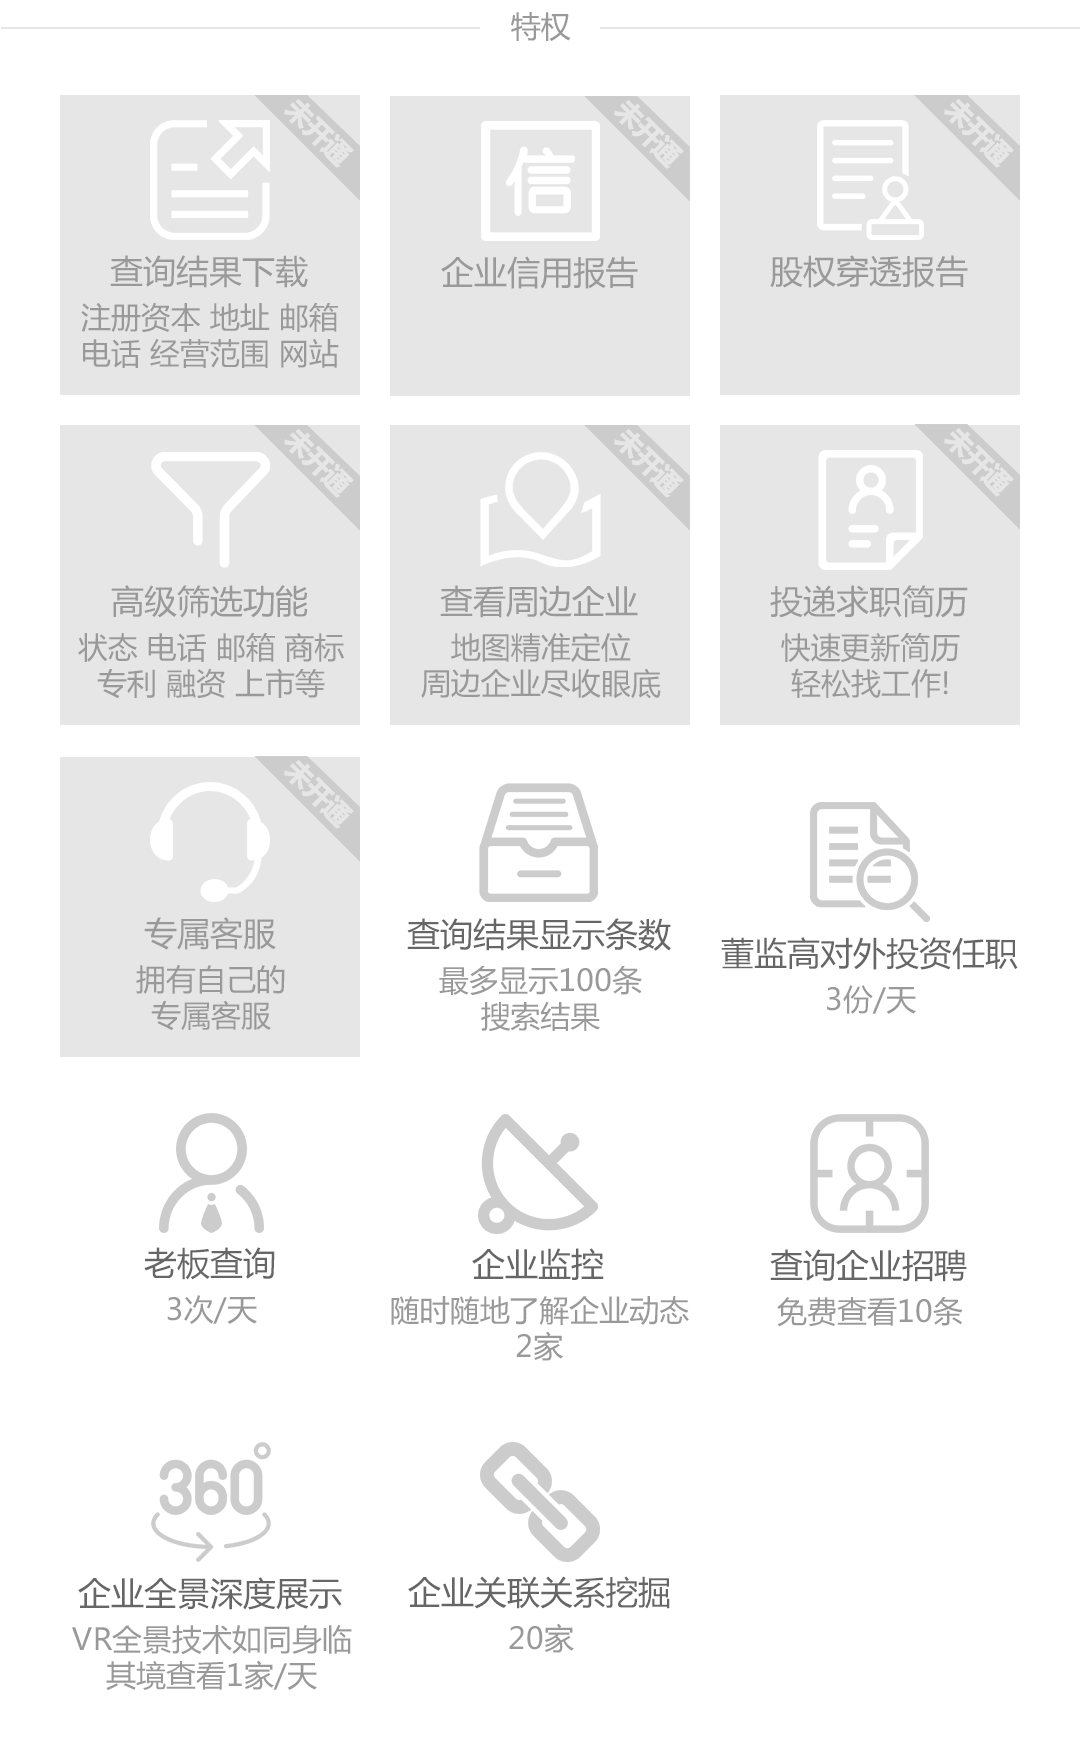 特权
未开通
查询结果下载
注册资本 地址 邮箱
电话 经营范围 网站
未开通
信
企业信用报告
未开通
股权穿透报告
未开通
高级筛选功能
状态 电话 邮箱 商标
专利 融资 上市等
未开通
查看周边企业
地图精准定位
周边企业尽收眼底
未开通
投递求职简历
快速更新简历
轻松找工作!
未开通
专属客服
拥有自己的
专属客服
查询结果显示条数
最多显示100条
搜索结果
董监高对外投资任职
3份/天
老板查询
3次/天
企业监控
随时随地了解企业动态
2家
查询企业招聘
免费查看10条
360°
企业全景深度展示
VR全景技术如同身临
其境查看1家/天
企业关联关系挖掘
20家